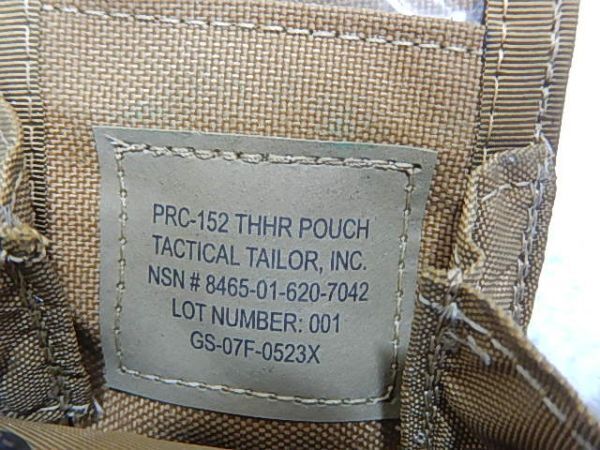 PRC-152 THHR POUCH
TACTICAL TAILOR, INC.
NSN # 8465-01-620-7042
LOT NUMBER: 001
GS-07F-0523X